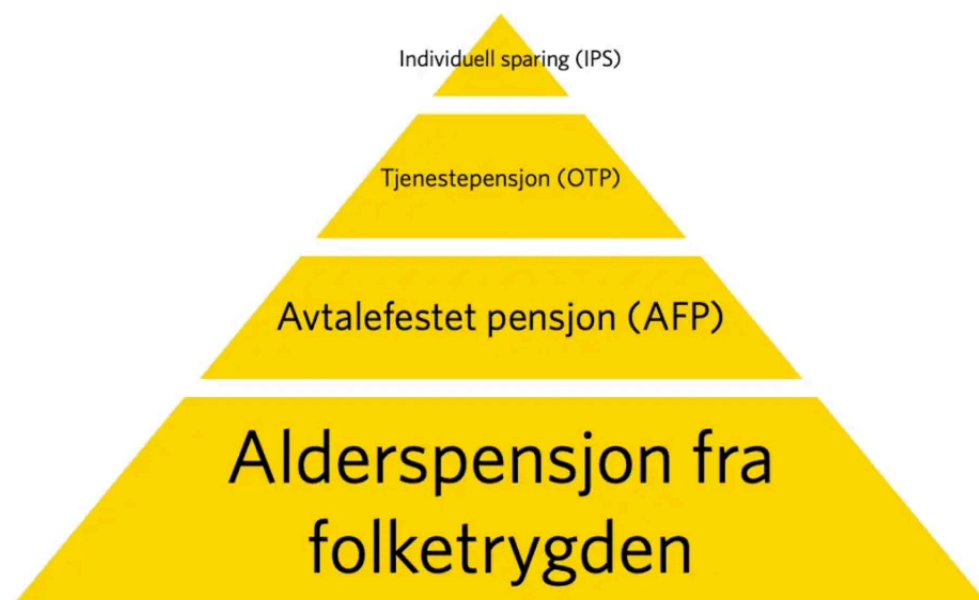 Individuell sparing (IPS)
Tjenestepensjon (OTP)
Avtalefestet pensjon (AFP)
Alderspensjon fra
folketrygden